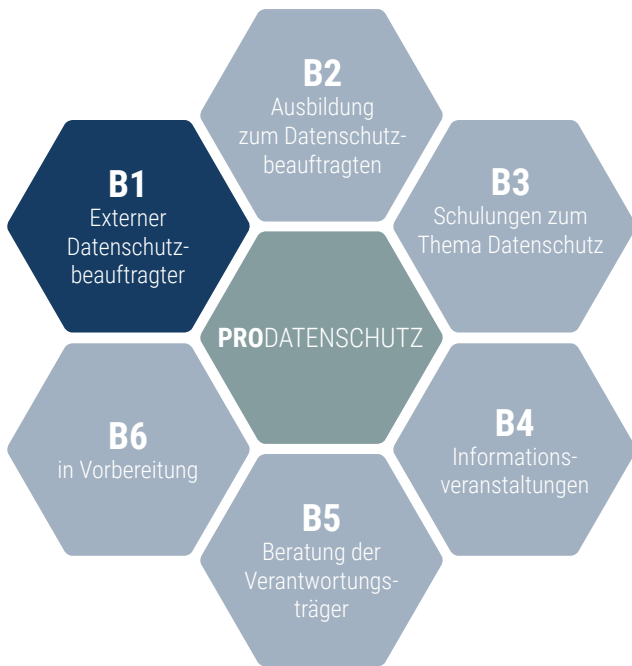 B1
Externer
Datenschutz-
beauftragter
B2
Ausbildung
zum Datenschutz-
beauftragten
B3
Schulungen zum
Thema Datenschutz
PRODATENSCHUTZ
B4
Informations-
veranstaltungen
B5
Beratung der
Verantwortungs-
träger
B6
in Vorbereitung